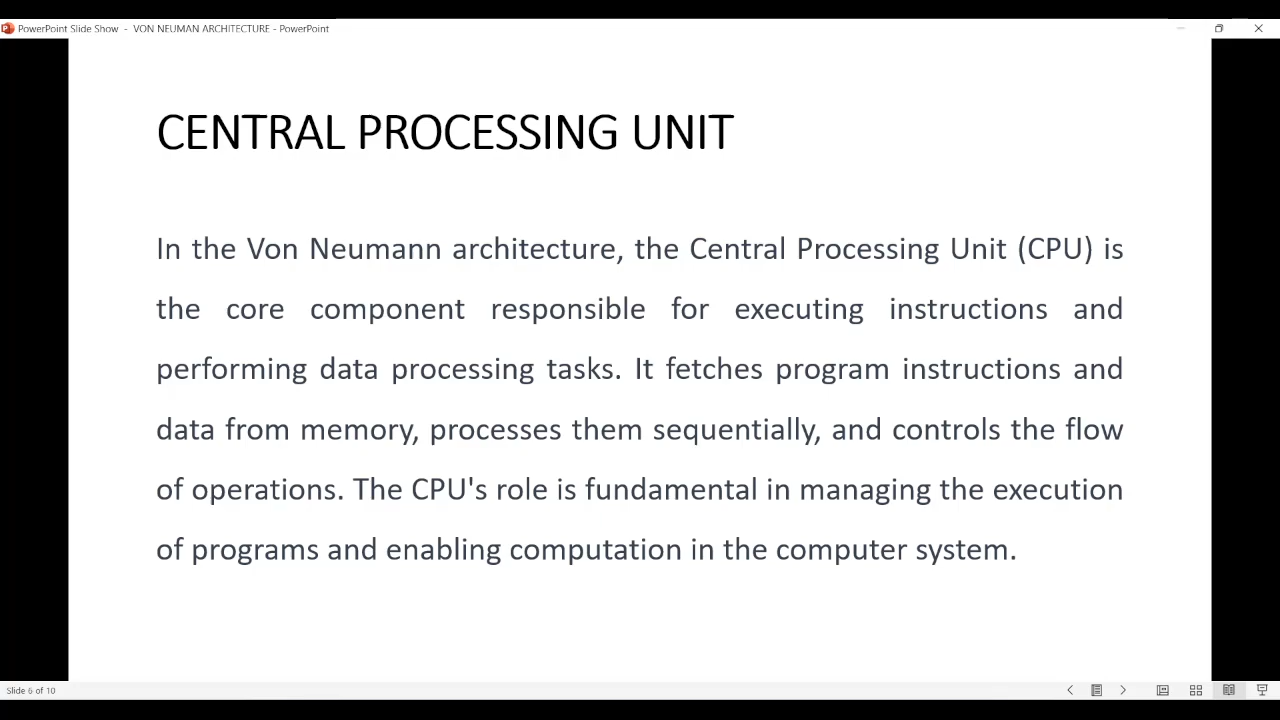 PowerPoint Slide Show - VON NEUMAN ARCHITECTURE - PowerPoint
CENTRAL PROCESSING UNIT
In the Von Neumann architecture, the Central Processing Unit (CPU) is
the core component responsible for executing instructions and
performing data processing tasks. It fetches program instructions and
data from memory, processes them sequentially, and controls the flow
of operations. The CPU's role is fundamental in managing the execution
of programs and enabling computation in the computer system.
Slide 6 of 10